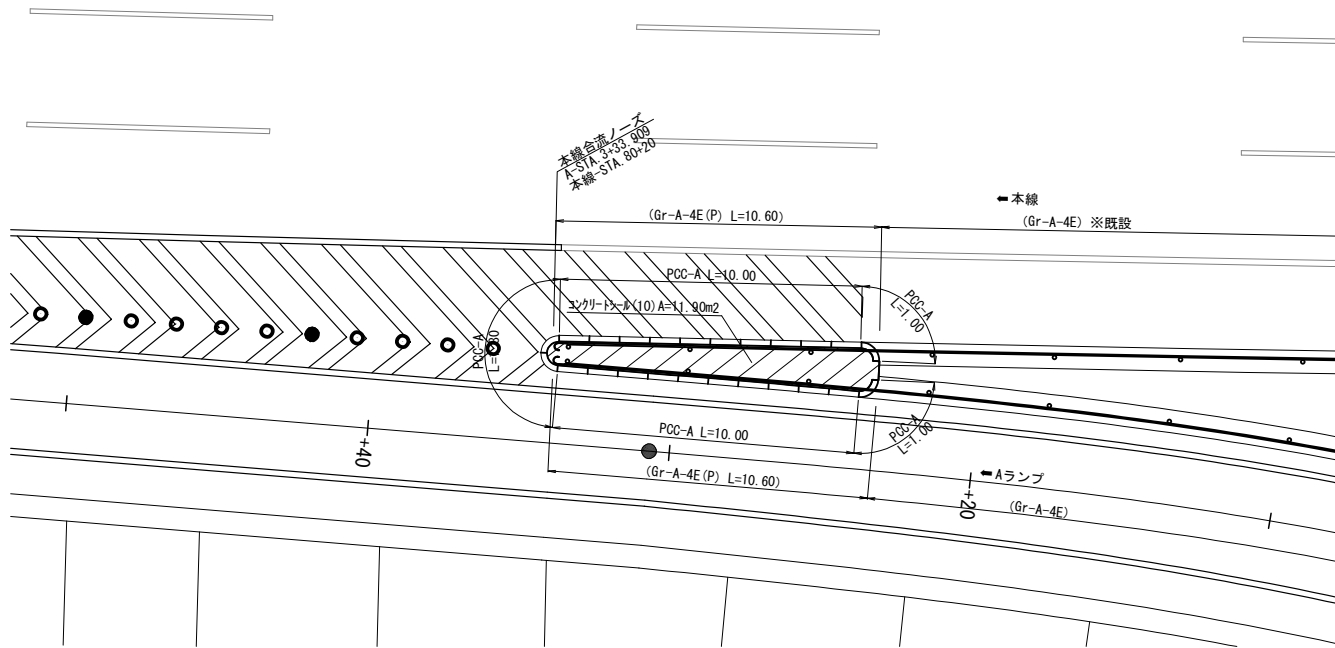 本線合流ノーズ
A-STA.3+33.909
本線-STA.80+20
(Gr-A-4E(P) L=10.60)
⬅本線
(Gr-A-4E) ※既設
PCC-A L=10.00
PCC-A
L=1.00
コンクリートシール(10)A=11.90m2
PCC-A
PCC-A L=10.00
PCC-A
L=1.00
+40
(Gr-A-4E(P) L=10.60)
⬅Aランプ
+20
(Gr-A-4E)